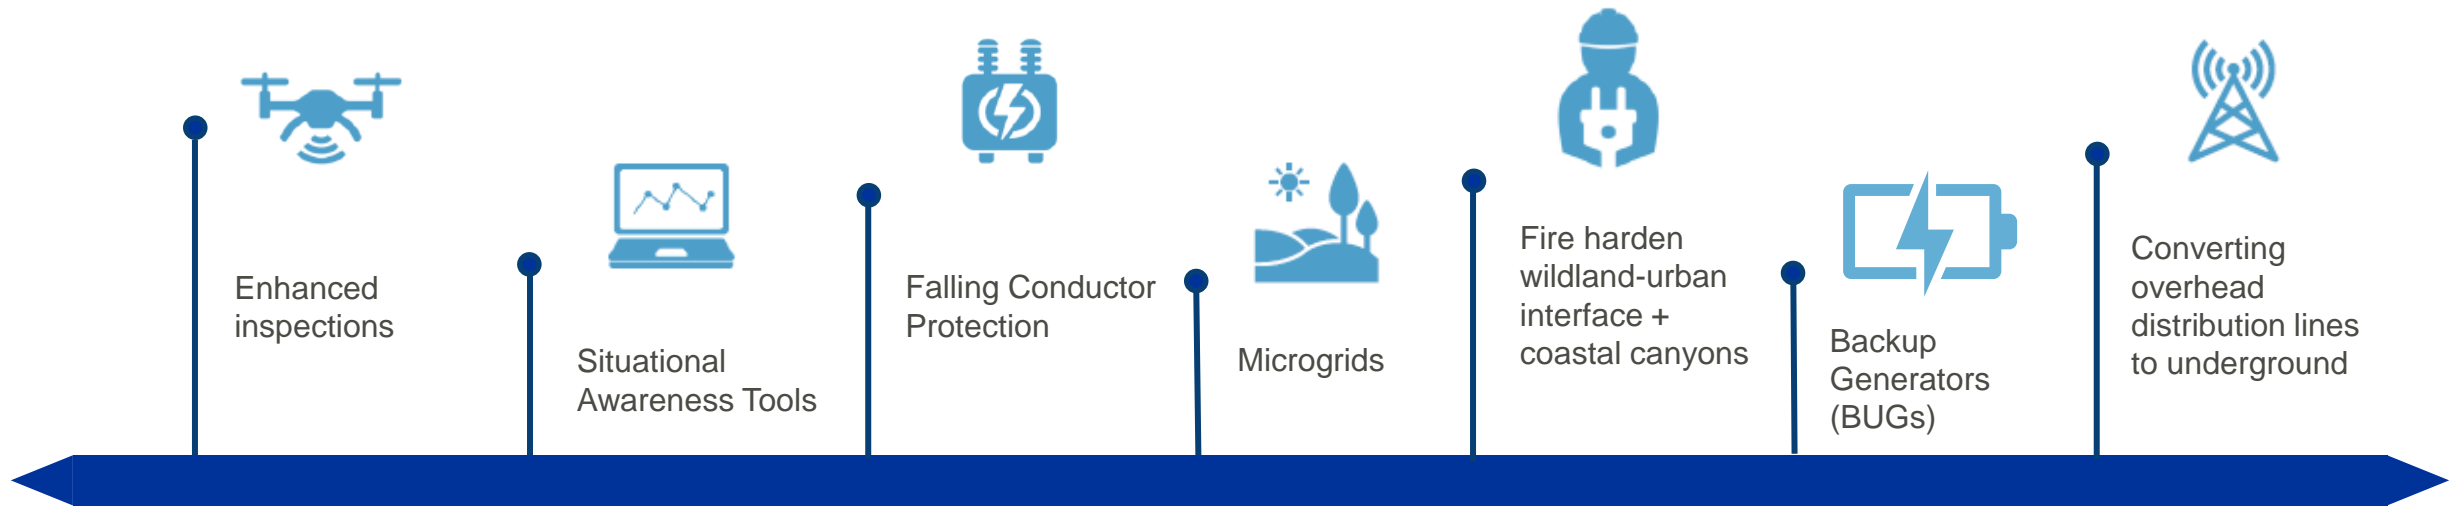 Enhanced
inspections
Situational
Awareness Tools
Falling Conductor
Protection
Microgrids
Fire harden
wildland-urban
interface +
coastal canyons
Backup
Generators
(BUGs)
Converting
overhead
distribution lines
to underground